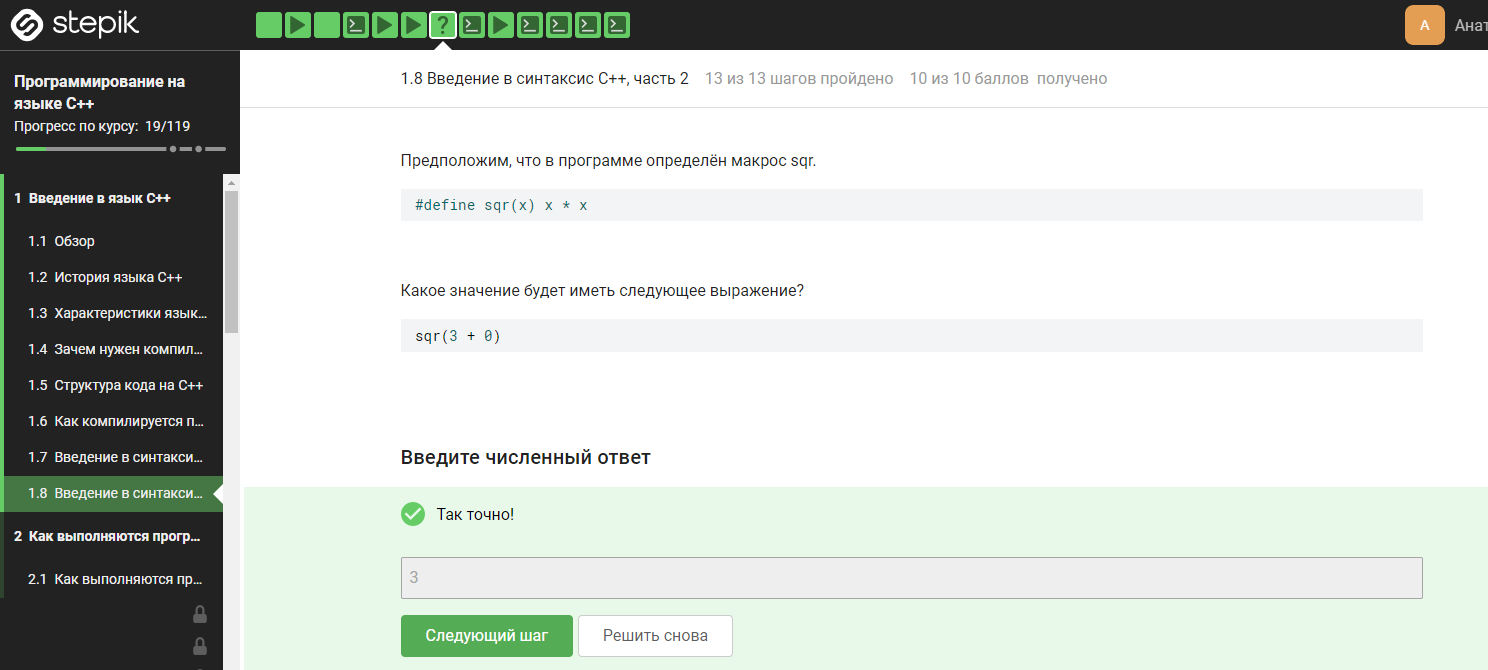 stepik
A
Анат
Программирование на
языке C++
Прогресс по курсу: 19/119
1 Введение в язык C++
1.1 Обзор
1.2 История языка C++
1.3 Характеристики язык...
1.4 Зачем нужен компил...
1.5 Структура кода на C++
1.6 Как компилируется п...
1.7 Введение в синтакси...
1.8 Введение в синтакси...
2 Как выполняются прогр...
2.1 Как выполняются пр...
1.8 Введение в синтаксис C++, часть 2 13 из 13 шагов пройдено 10 из 10 баллов получено
Предположим, что в программе определён макрос sqr.
#define sqr(x) x * x
Какое значение будет иметь следующее выражение?
sqr(3 + 0)
Введите численный ответ
Так точно!
3
Следующий шаг
Решить снова